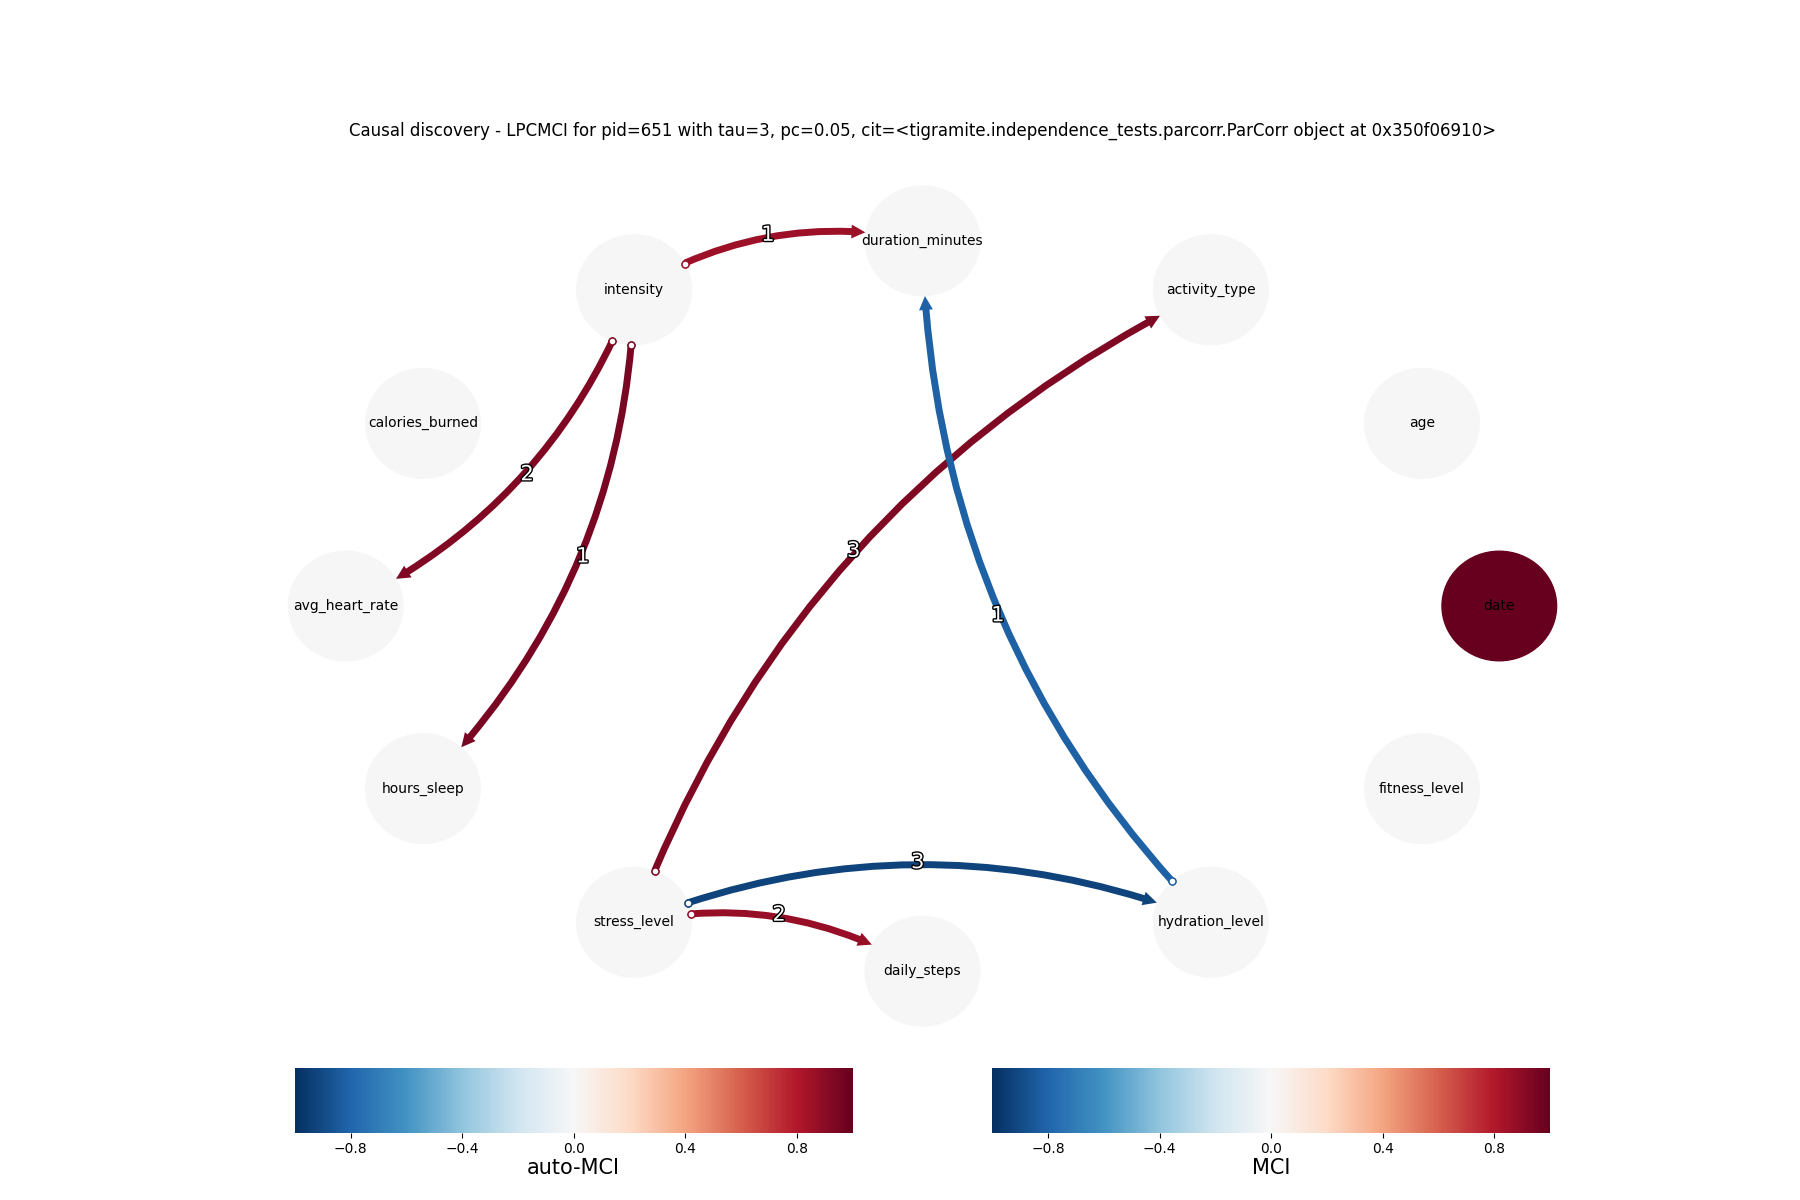 Causal discovery - LPCMCI for pid=651 with tau=3, pc=0.05, cit=<tigramite.independence_tests.parcorr.ParCorr object at 0x350f06910>
1
duration_minutes
intensity
activity_type
calories_burned
age
2
3
1
avg_heart_rate
date
1
hours_sleep
fitness_level
3
stress_level
2
hydration_level
daily_steps
−0.8 −0.4 0.0 0.4 0.8
auto-MCI
−0.8 −0.4 0.0 0.4 0.8
MCI